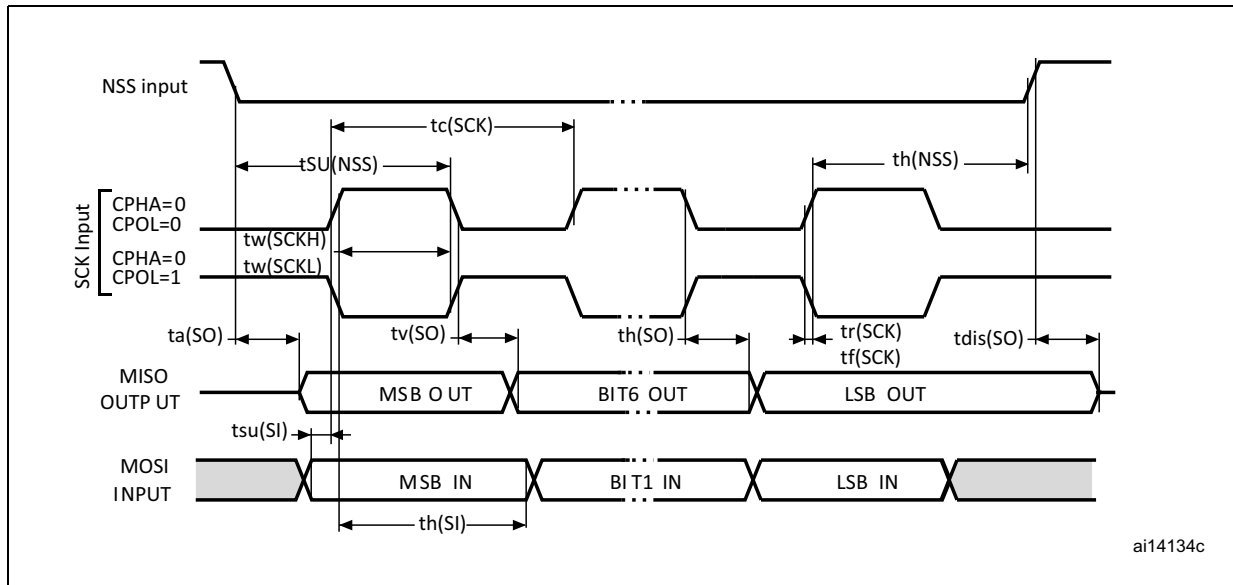 NSS input
tc(SCK)
tSU(NSS)
th(NSS)
SCK Input
CPHA=0
CPOL=0
tw(SCKH)
CPHA=0
tw(SCKL)
CPOL=1
ta(SO)
tv(SO)
th(SO)
tr(SCK)
tf(SCK)
tdis(SO)
MISO
OUTP UT
MSB O UT
BIT6 OUT
LSB OUT
tsu(SI)
MOSI
INPUT
MSB IN
BIT1 IN
LSB IN
th(SI)
ai14134c